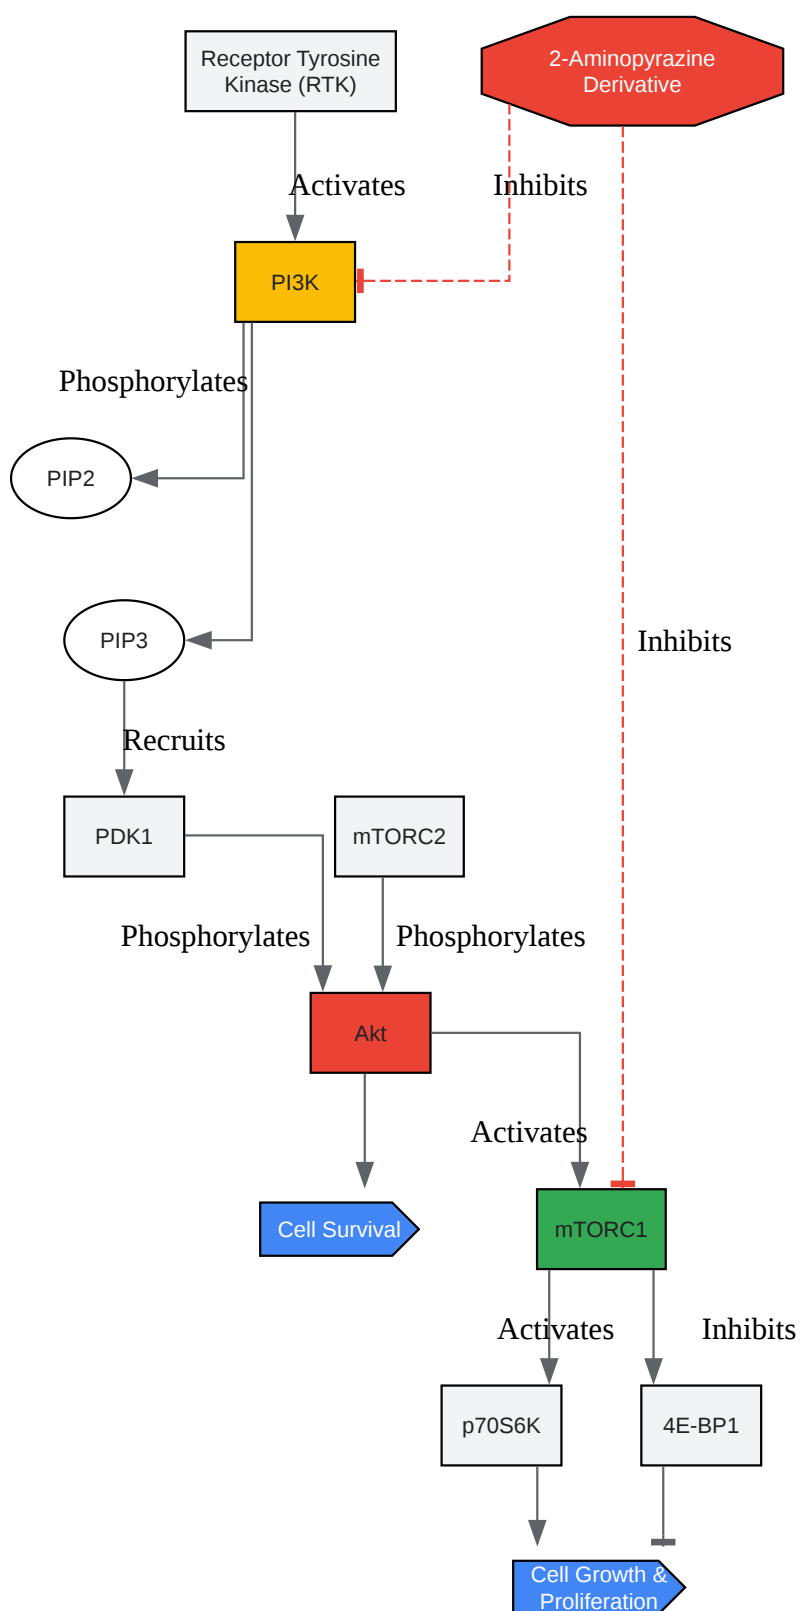 Receptor Tyrosine
Kinase (RTK)
2-Aminopyrazine
Derivative
Activates
Inhibits
PI3K
Phosphorylates
PIP2
PIP3
Inhibits
Recruits
PDK1
mTORC2
Phosphorylates
Phosphorylates
Akt
Activates
Cell Survival
mTORC1
Activates
Inhibits
p70S6K
4E-BP1
Cell Growth &
Proliferation